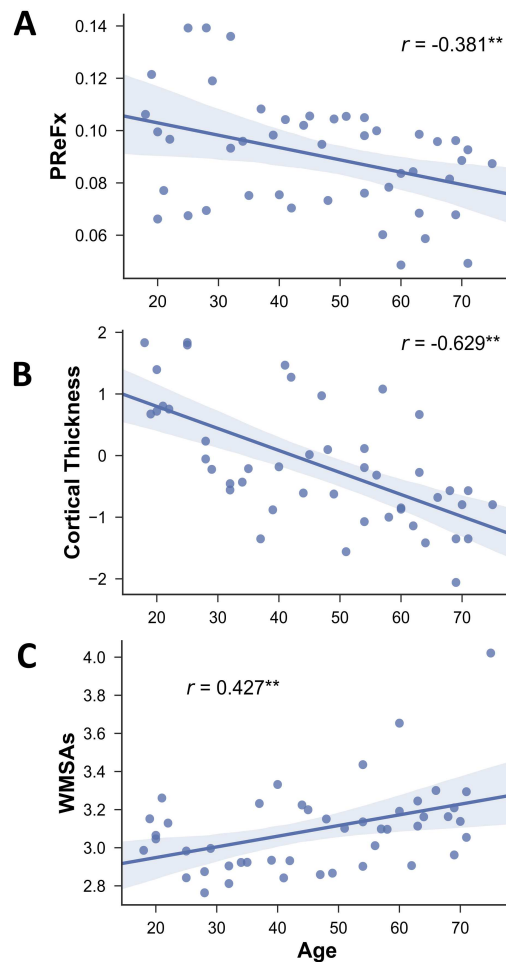 A
r = -0.381**
PReFx
0.14
0.12
0.10
0.08
0.06
20 30 40 50 60 70
B
r = -0.629**
Cortical Thickness
2
1
0
−1
−2
20 30 40 50 60 70
C
r = 0.427**
WMSAs
4.0
3.8
3.6
3.4
3.2
3.0
2.8
20 30 40 50 60 70
Age